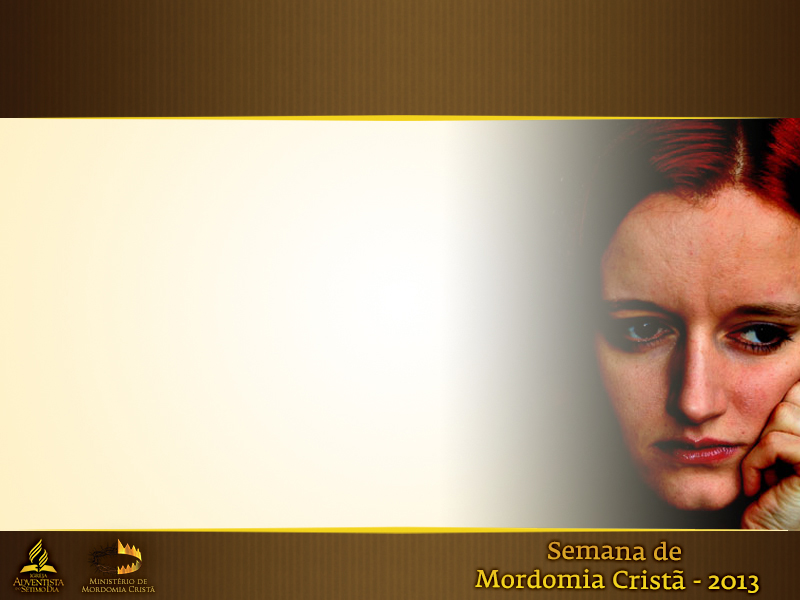 IGREJA
ADVENTISTA
DO SÉTIMO DIA
MINISTÉRIO DE
MORDOMIA CRISTÃ
Semana de
Mordomia Cristã - 2013